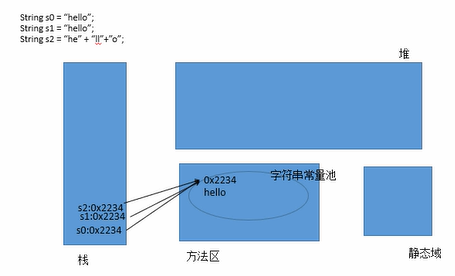 String s0 = "hello";
String s1 = "hello";
String s2 = "he" + "ll"+"o";
堆
0x2234
hello
字符串常量池
s2:0x2234
s1:0x2234
s0:0x2234
栈
方法区
静态域